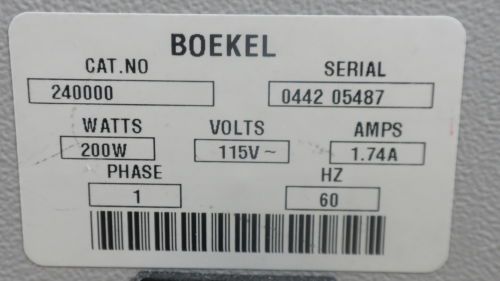 BOEKEL
CAT.NO SERIAL
240000 0442 05487
WATTS VOLTS AMPS
200W 115V~ 1.74A
PHASE HZ
1 60